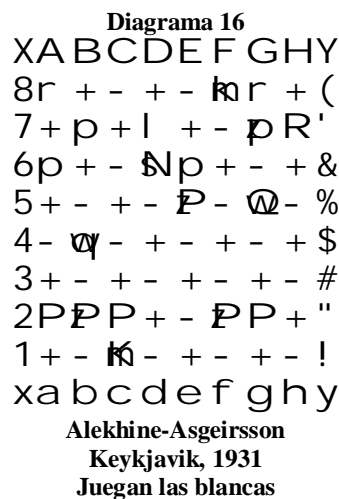 Diagrama 16
XABCDEFGHY
8r+-+-mkr+(
7+p+l+-zpR'
6p+-sNp+-+&
5+-+-zP-wQ-%
4-wq-+-+-+$
3+-+-+-+-#
2PzPP+-zPP+"
1+-mK-+-+-!
xabcdefghy
Alekhine-Asgeirsson
Keykjavik, 1931
Juegan las blancas